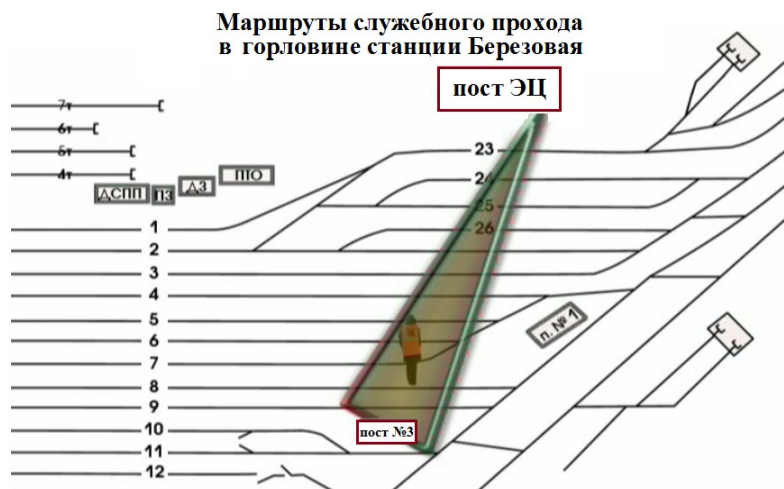 Маршруты служебного прохода
в горловине станции Березовая
пост ЭЦ
7т
6т
5т
4т
ДСПП
ПЗ
ДЗ
ПТО
23
24
25
26
1
2
3
4
5
6
7
8
9
10
11
12
п. № 1
пост №3